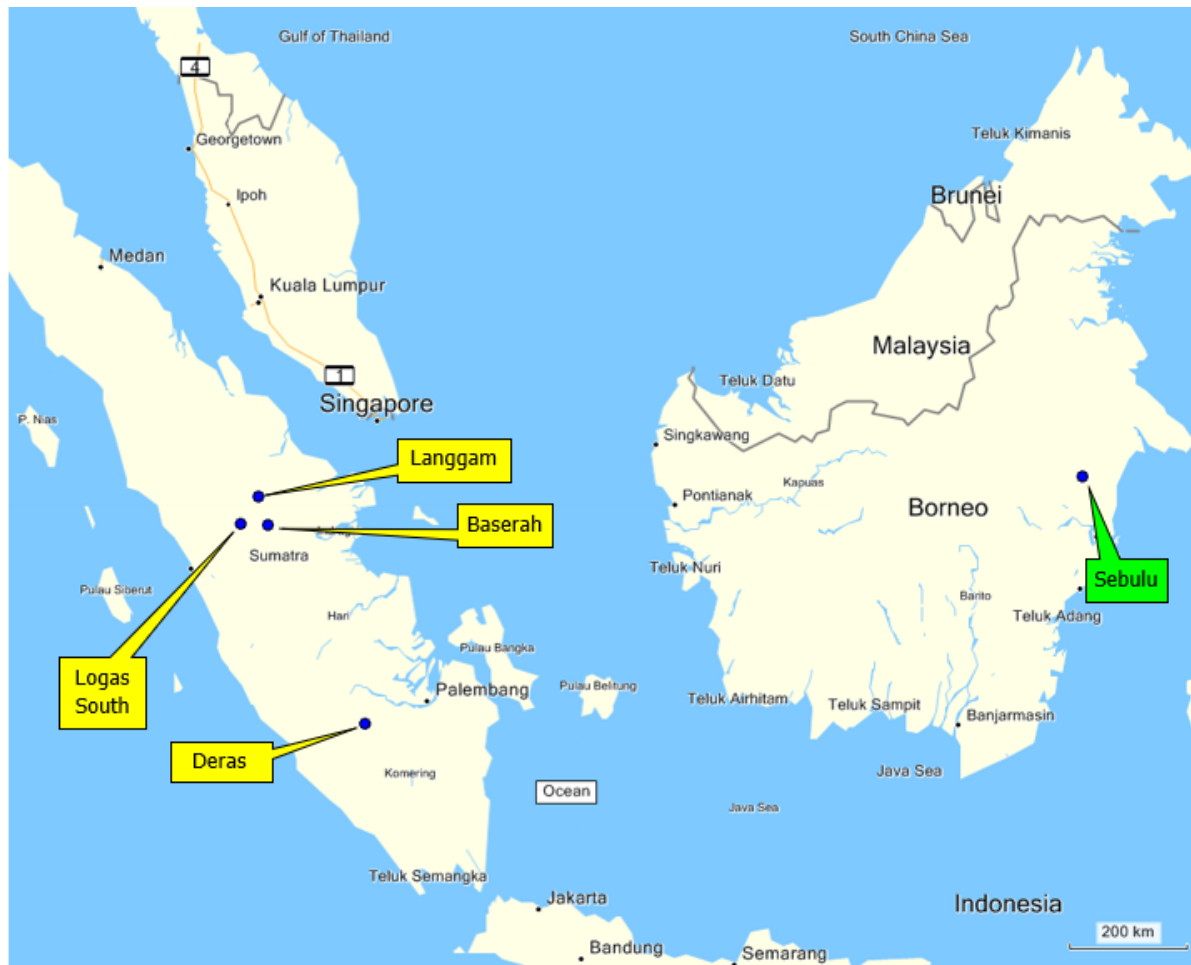 Gulf of Thailand
South China Sea
4
Teluk Kimanis
Georgetown
Ipoh
Brunei
Medan
Kuala Lumpur
Malaysia
1
Teluk Datu
Singapore
P. Nias
Singkawang
Langgam
Kapuas
Pontianak
Borneo
Baserah
Sumatra
Teluk Nuri
Sebulu
Pulau Siberut
Barito
Hari
Teluk Adang
Pulau Bangka
Logas
South
Palembang
Pulau Belitung
Teluk Airhitam
Teluk Sampit
Banjarmasin
Deras
Komering
Java Sea
Ocean
Java Sea
Teluk Semangka
Jakarta
Indonesia
200 km
Bandung
Semarang